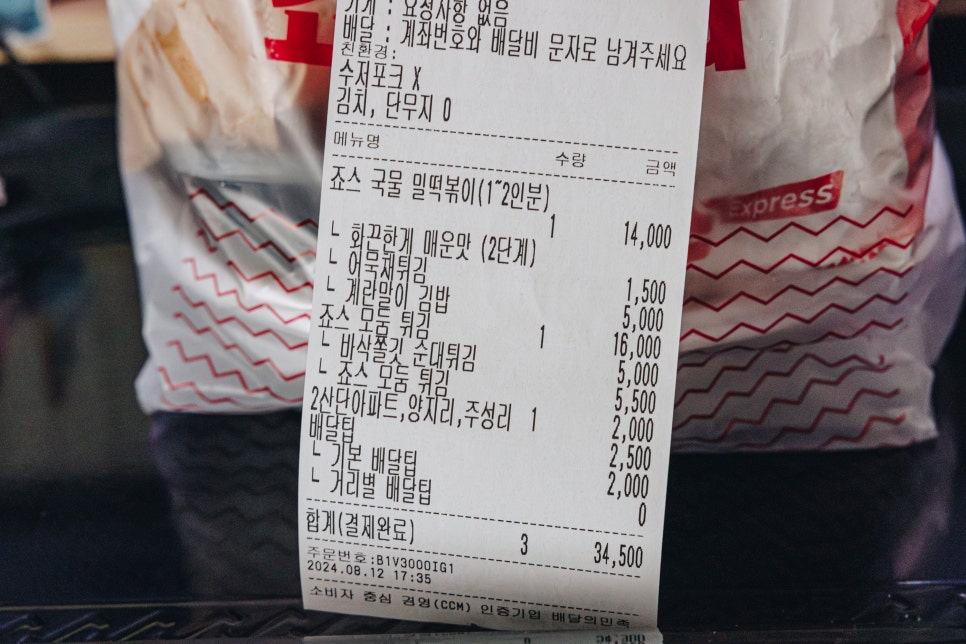 가게 : 요청사항 없음
배달 : 계좌번호와 배달비 문자로 남겨주세요
친환경:
수저포크 X
김치, 단무지 O
메뉴명 수량 금액
죠스 국물 밀떡볶이(1~2인분) 1 14,000
└ 화끈한게 매운맛 (2단계)
└ 어묵채튀김 1,500
└ 계란말이 김밥 5,000
죠스 모둠 튀김 1 16,000
└ 바삭쫄깃 순대튀김 5,000
└ 죠스 모둠 튀김 5,500
2산단아파트,앙지리,주성리 1 2,000
배달팁 2,500
└ 기본 배달팁 2,000
└ 거리별 배달팁 0
합계(결제완료) 3 34,500
주문번호:B1V3000IG1
2024.08.12 17:35
소비자 중심 경영(CCM) 인증기업 배달의민족
express